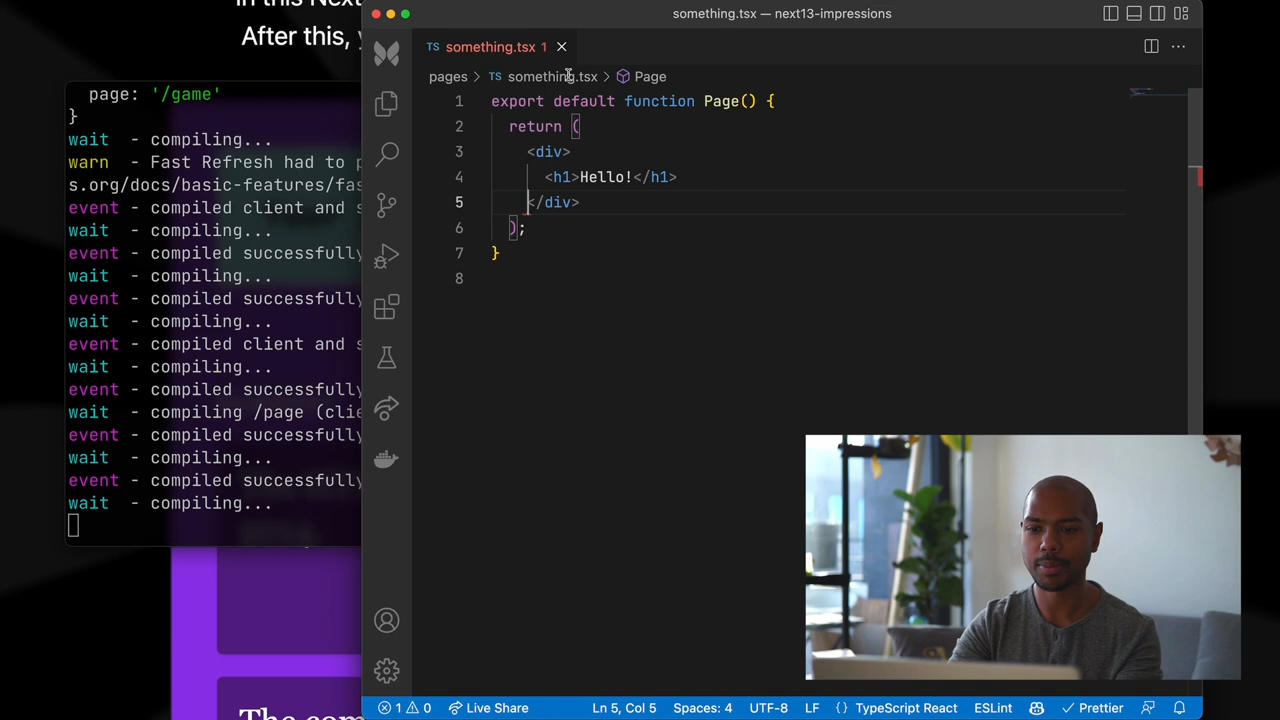 in this Next
After this, y
page: '/game'
}
wait - compiling...
warn - Fast Refresh had to p
s.org/docs/basic-features/fas
event - compiled client and s
wait - compiling...
event - compiled successfully
wait - compiling...
event - compiled successfully
wait - compiling...
event - compiled client and s
wait - compiling...
event - compiled successfully
wait - compiling /page (clie
event - compiled successfully
wait - compiling...
event - compiled successfully
wait - compiling...
The com
something.tsx — next13-impressions
TS something.tsx 1
pages > TS something.tsx > Page
1 export default function Page() {
2 return (
3 <div>
4 <h1>Hello!</h1>
5 </div>
6 );
7 }
8
1 0 Live Share Ln 5, Col 5 Spaces: 4 UTF-8 LF {} TypeScript React ESLint Prettier